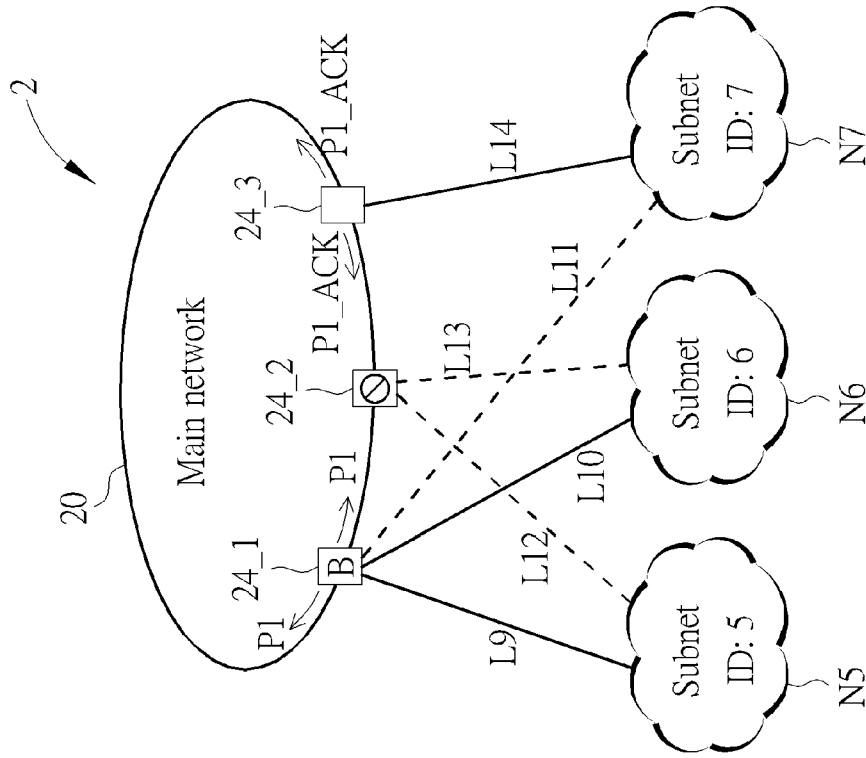 2
20
Main network
24_1
24_2
24_3
P1
B
P1
P1_ACK
P1_ACK
L9
L12
L10
L13
L11
L14
Subnet
ID: 5
Subnet
ID: 6
Subnet
ID: 7
N5
N6
N7